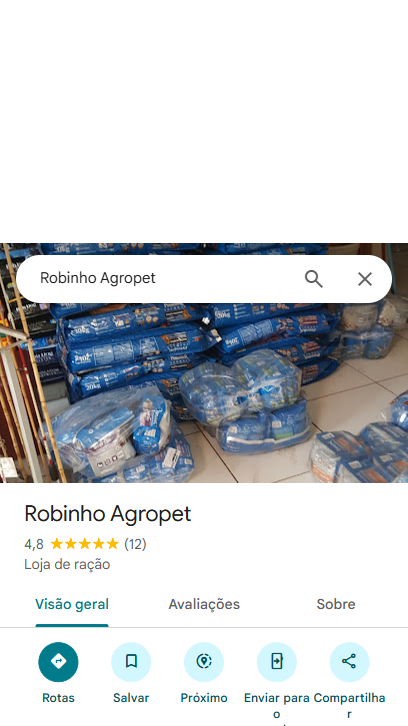 Robinho Agropet
20kg
Robinho Agropet
4,8 (12)
Loja de ração
Visão geral Avaliações Sobre
Rotas Salvar Próximo Enviar para o Compartilhar